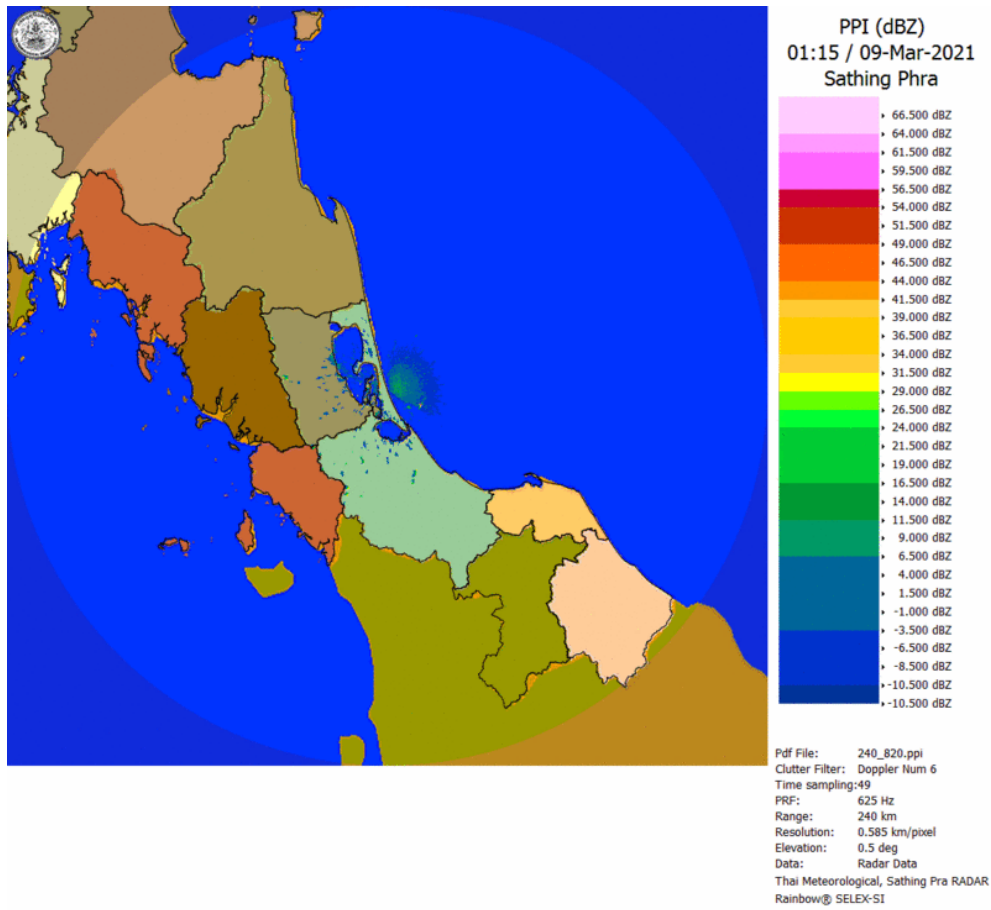 PPI (dBZ)
01:15 / 09-Mar-2021
Sathing Phra
66.500 dBZ
64.000 dBZ
61.500 dBZ
59.500 dBZ
56.500 dBZ
54.000 dBZ
51.500 dBZ
49.000 dBZ
46.500 dBZ
44.000 dBZ
41.500 dBZ
39.000 dBZ
36.500 dBZ
34.000 dBZ
31.500 dBZ
29.000 dBZ
26.500 dBZ
24.000 dBZ
21.500 dBZ
19.000 dBZ
16.500 dBZ
14.000 dBZ
11.500 dBZ
9.000 dBZ
6.500 dBZ
4.000 dBZ
1.500 dBZ
-1.000 dBZ
-3.500 dBZ
-6.500 dBZ
-8.500 dBZ
-10.500 dBZ
-10.500 dBZ
Pdf File: 240_820.ppi
Clutter Filter: Doppler Num 6
Time sampling:49
PRF: 625 Hz
Range: 240 km
Resolution: 0.585 km/pixel
Elevation: 0.5 deg
Data: Radar Data
Thai Meteorological, Sathing Pra RADAR
Rainbow® SELEX-SI